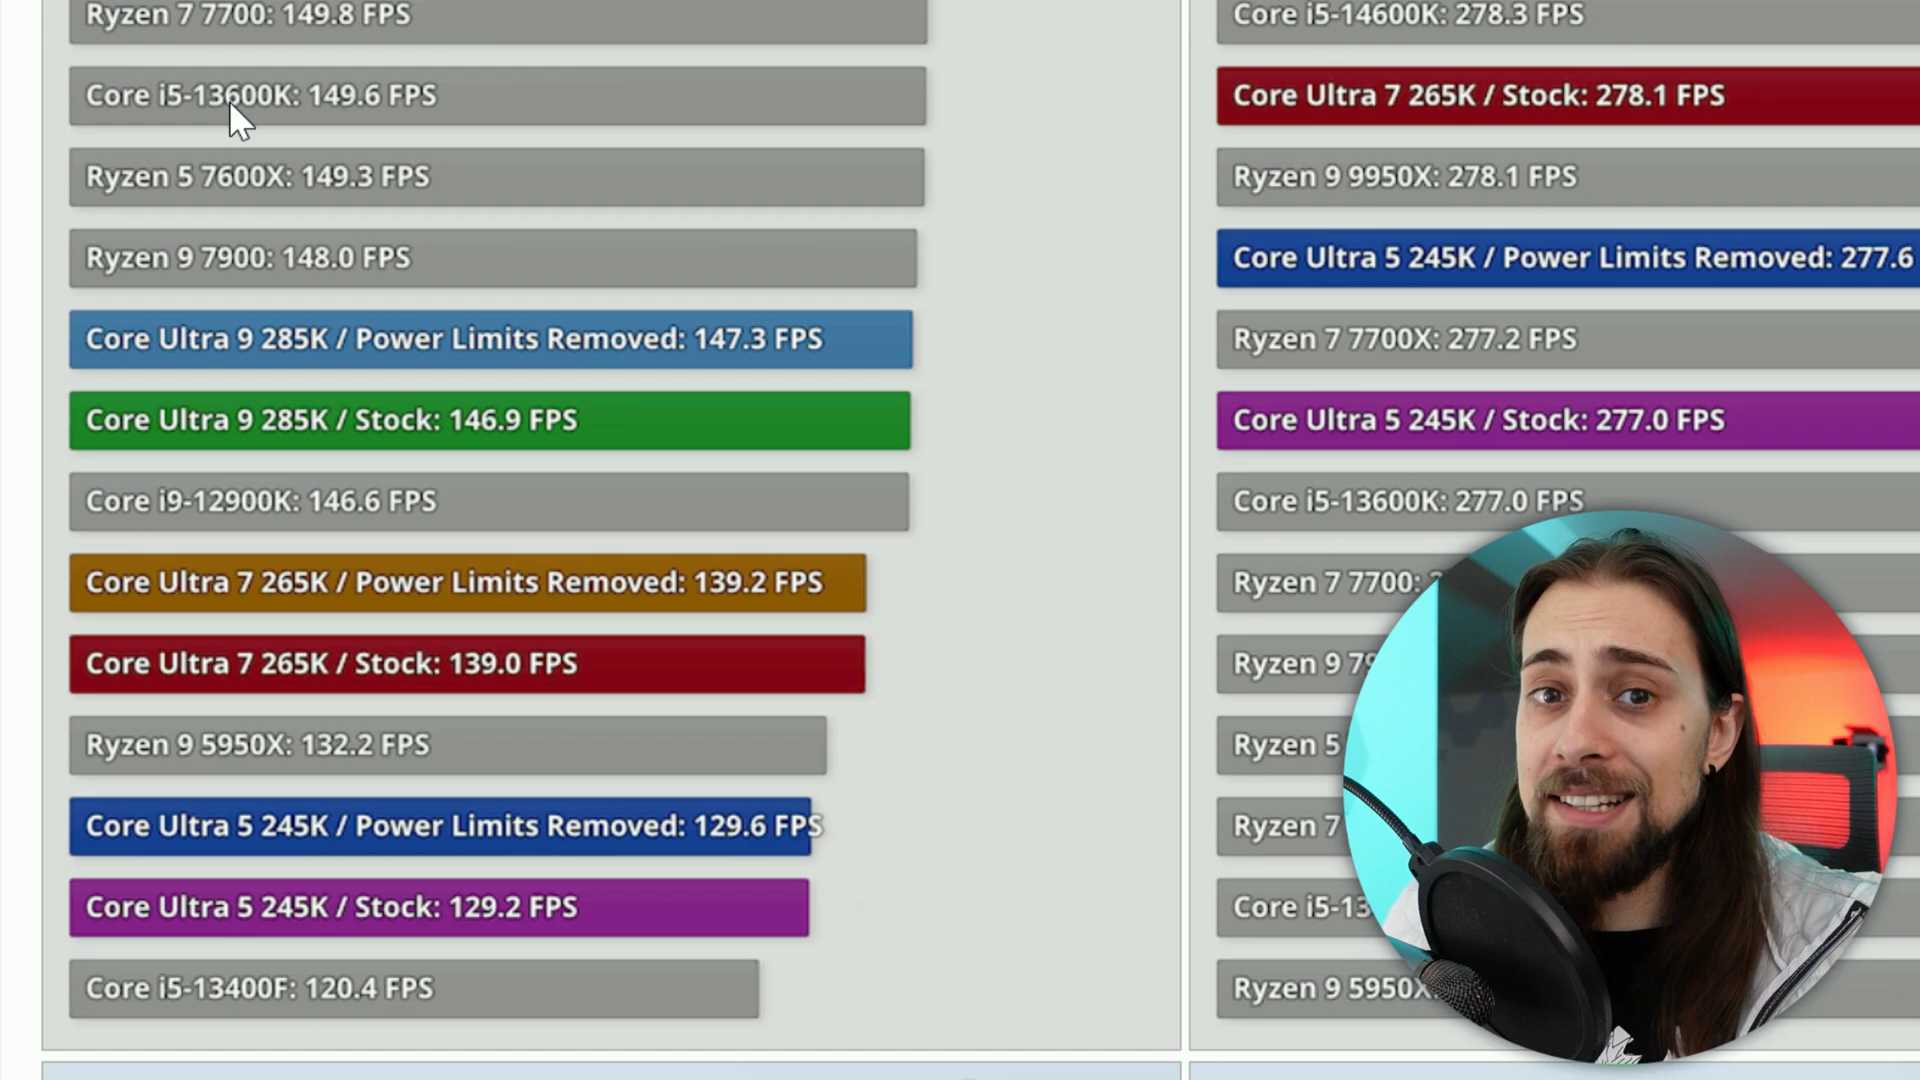 Ryzen 7 7700: 149.8 FPS
Core i5-13600K: 149.6 FPS
Ryzen 5 7600X: 149.3 FPS
Ryzen 9 7900: 148.0 FPS
Core Ultra 9 285K / Power Limits Removed: 147.3 FPS
Core Ultra 9 285K / Stock: 146.9 FPS
Core i9-12900K: 146.6 FPS
Core Ultra 7 265K / Power Limits Removed: 139.2 FPS
Core Ultra 7 265K / Stock: 139.0 FPS
Ryzen 9 5950X: 132.2 FPS
Core Ultra 5 245K / Power Limits Removed: 129.6 FPS
Core Ultra 5 245K / Stock: 129.2 FPS
Core i5-13400F: 120.4 FPS
Core i5-14600K: 278.3 FPS
Core Ultra 7 265K / Stock: 278.1 FPS
Ryzen 9 9950X: 278.1 FPS
Core Ultra 5 245K / Power Limits Removed: 277.6
Ryzen 7 7700X: 277.2 FPS
Core Ultra 5 245K / Stock: 277.0 FPS
Core i5-13600K: 277.0 FPS
Ryzen 7 7700:
Ryzen 9
Ryzen 5
Ryzen 7
Core
Ryzen 9 5950X